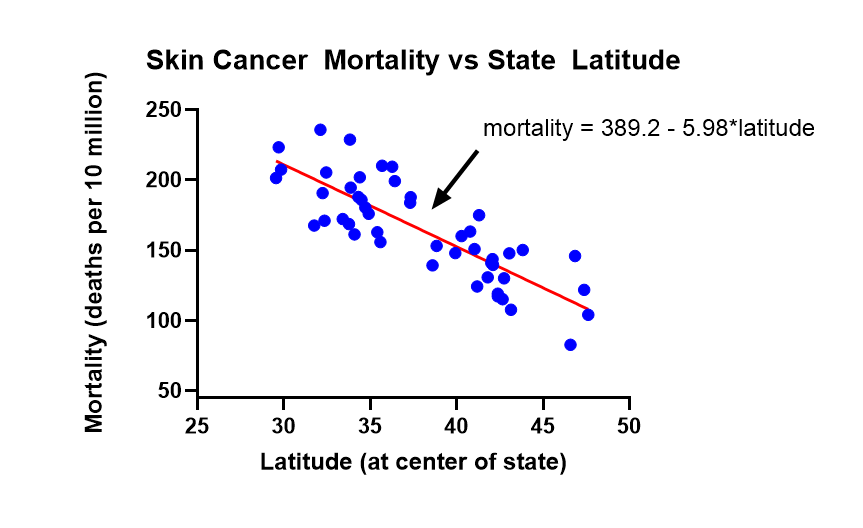 Skin Cancer  Mortality vs State  Latitude
mortality = 389.2 - 5.98*latitude
Mortality (deaths per 10 million)
250
200
150
100
50
25 30 35 40 45 50
Latitude (at center of state)